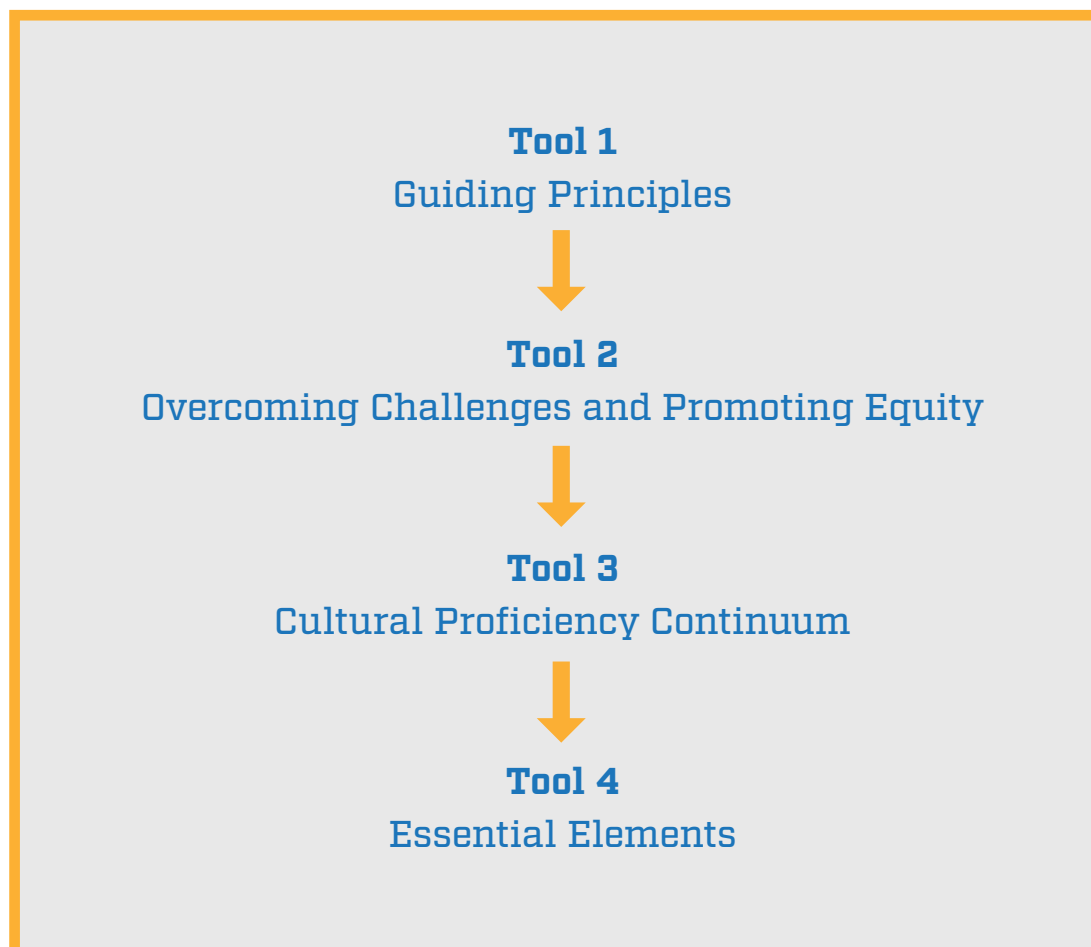 Tool 1
Guiding Principles
Tool 2
Overcoming Challenges and Promoting Equity
Tool 3
Cultural Proficiency Continuum
Tool 4
Essential Elements